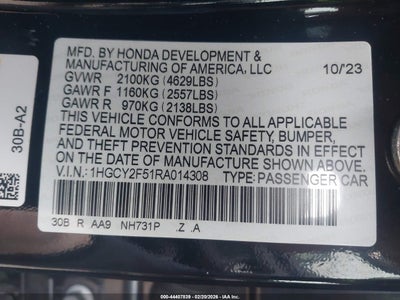 MFD. BY HONDA DEVELOPMENT &
MANUFACTURING OF AMERICA, LLC 10/23
GVWR 2100KG (4629LBS)
GAWR F 1160KG (2557LBS)
GAWR R 970KG (2138LBS)
THIS VEHICLE CONFORMS TO ALL APPLICABLE
FEDERAL MOTOR VEHICLE SAFETY, BUMPER,
AND THEFT PREVENTION STANDARDS IN EFFECT
ON THE DATE OF MANUFACTURE SHOWN ABOVE.
V.I.N.: 1HGCY2F51RA014308 TYPE: PASSENGER CAR
30B R AA9 NH731P .Z .A
30B-A2
000-44407839 | 02/20/2026 | IAA Inc.